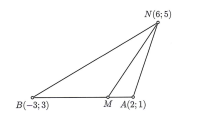 N(6; 5)
B(−3; 3)
M
A(2; 1)